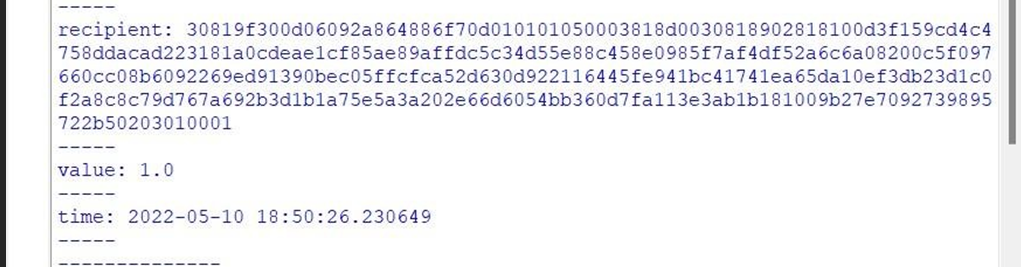 -----
recipient: 30819f300d06092a864886f70d010101050003818d0030818902818100d3f159cd4c4
758ddacad223181a0cdeae1cf85ae89affdc5c34d55e88c458e0985f7af4df52a6c6a08200c5f097
660cc08b6092269ed91390bec05ffcfca52d630d922116445fe941bc41741ea65da10ef3db23d1c0
f2a8c8c79d767a692b3d1b1a75e5a3a202e66d6054bb360d7fa113e3ab1b181009b27e7092739895
722b50203010001
-----
value: 1.0
-----
time: 2022-05-10 18:50:26.230649
-----
--------------